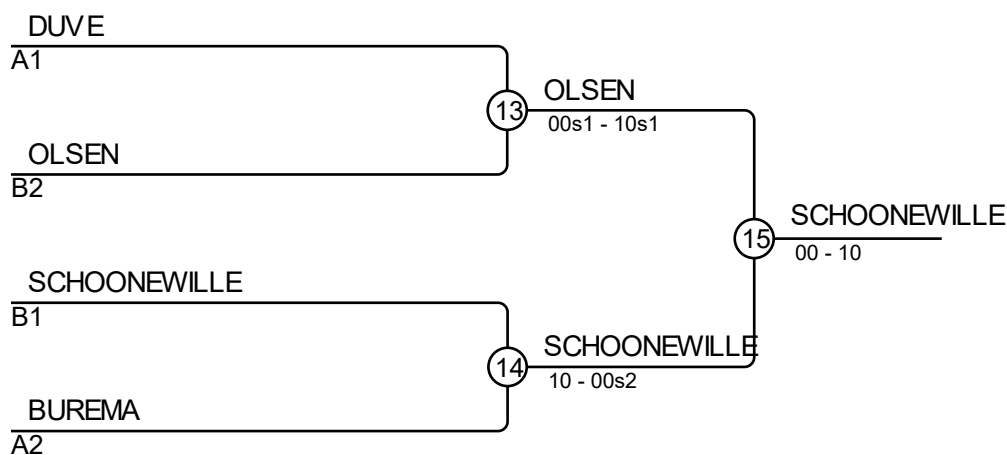 DUVE
A1
13
OLSEN
00s1 - 10s1
OLSEN
B2
15
SCHOONEWILLE
00 - 10
SCHOONEWILLE
B1
14
SCHOONEWILLE
10 - 00s2
BUREMA
A2